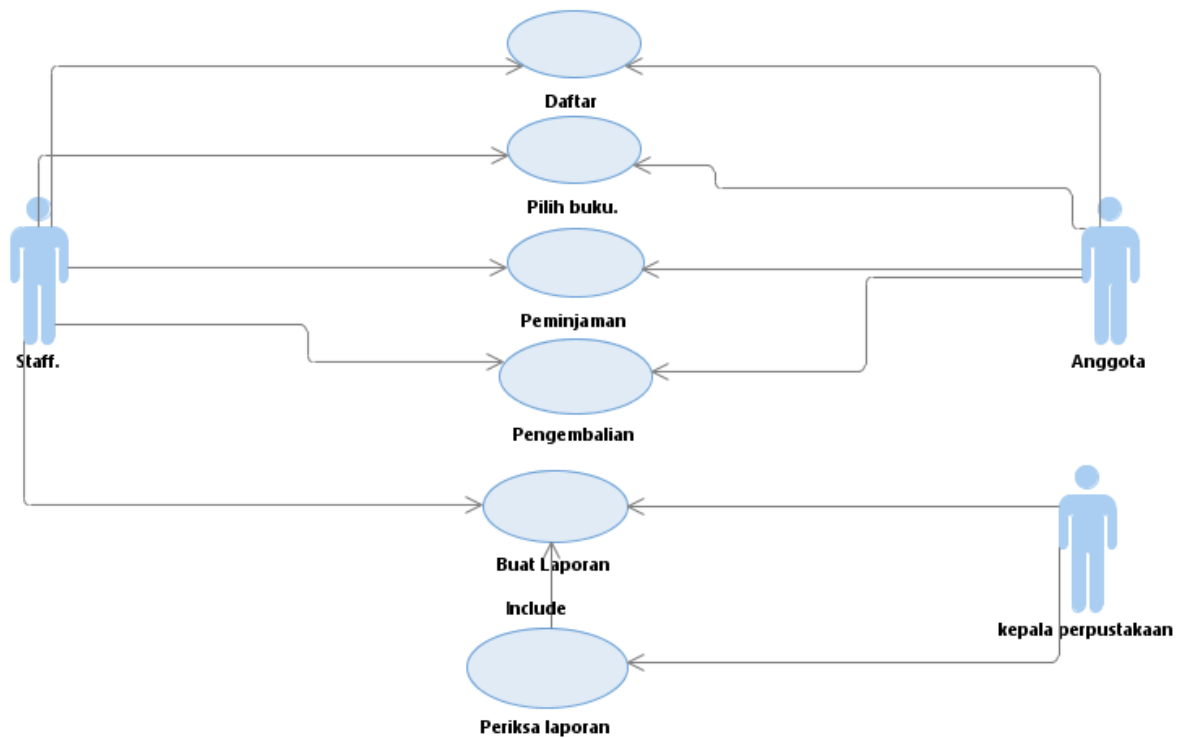 Daftar
Pilih buku.
Peminjaman
Staff.
Anggota
Pengembalian
Buat Laporan
Include
kepala perpustakaan
Periksa laporan